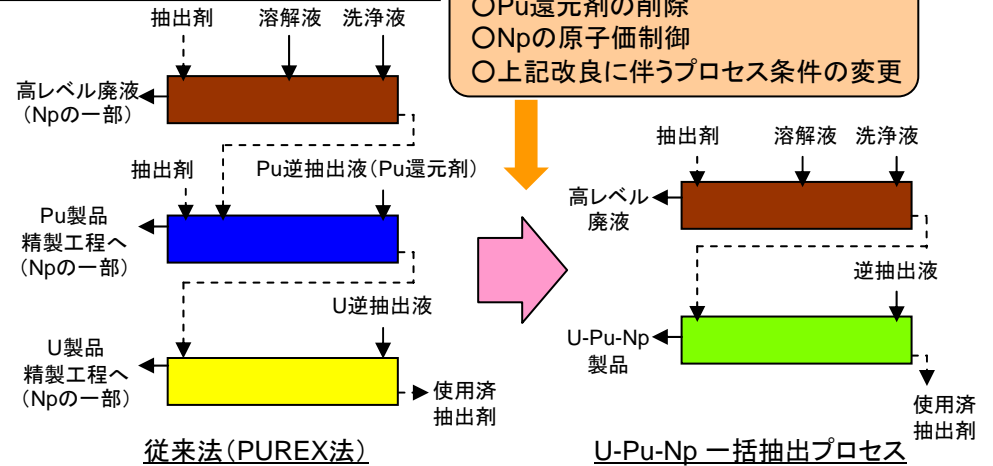 〇Pu還元剤の削除
〇Npの原子価制御
〇上記改良に伴うプロセス条件の変更
抽出剤
溶解液
洗浄液
高レベル廃液
（Npの一部）
抽出剤
Pu逆抽出液（Pu還元剤）
Pu製品
精製工程へ
（Npの一部）
U逆抽出液
U製品
精製工程へ
（Npの一部）
使用済
抽出剤
従来法（PUREX法）
抽出剤
溶解液
洗浄液
高レベル
廃液
逆抽出液
U-Pu-Np
製品
使用済
抽出剤
U-Pu-Np 一括抽出プロセス